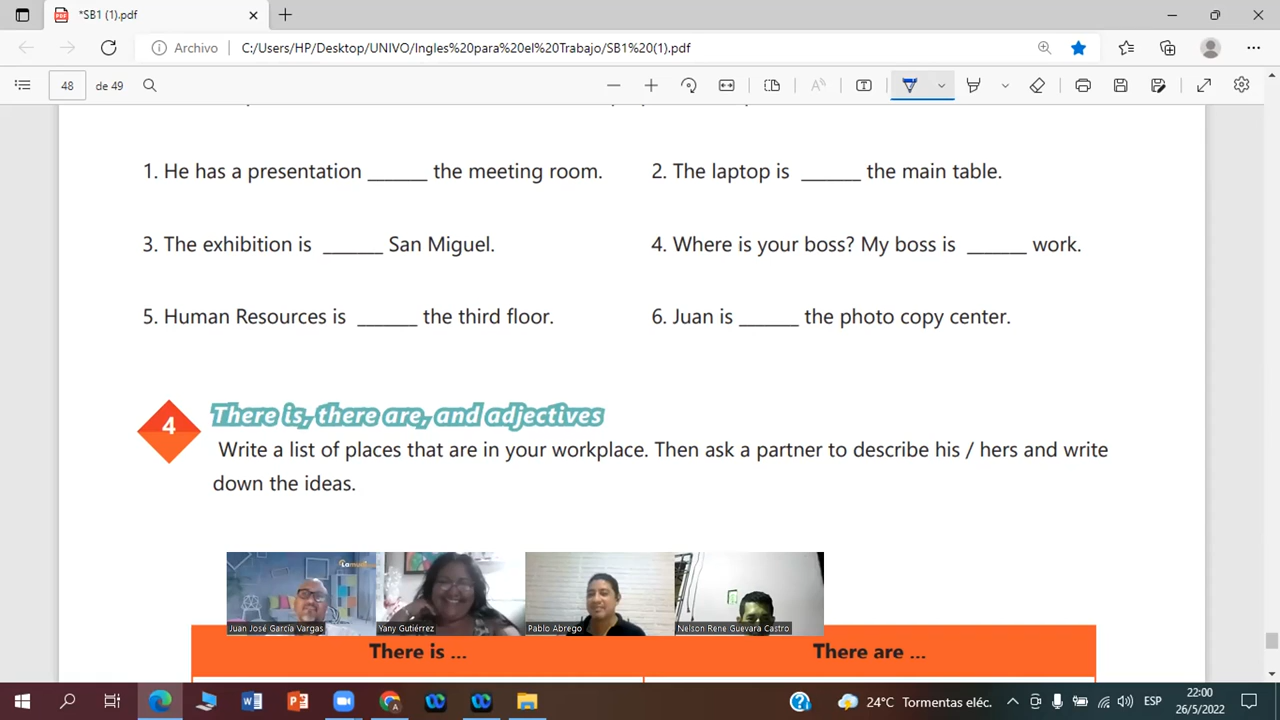 *SB1 (1).pdf
Archivo C:/Users/HP/Desktop/UNIVO/Ingles%20para%20el%20Trabajo/SB1%20(1).pdf
48 de 49
1. He has a presentation ______ the meeting room. 2. The laptop is ______ the main table.
3. The exhibition is ______ San Miguel. 4. Where is your boss? My boss is ______ work.
5. Human Resources is ______ the third floor. 6. Juan is ______ the photo copy center.
4
There is, there are, and adjectives
Write a list of places that are in your workplace. Then ask a partner to describe his / hers and write
down the ideas.
Juan José García Vargas Yany Gutiérrez Pablo Abrego Nelson Rene Guevara Castro
There is ... There are ...
24°C Tormentas eléc. ESP 22:00
26/5/2022